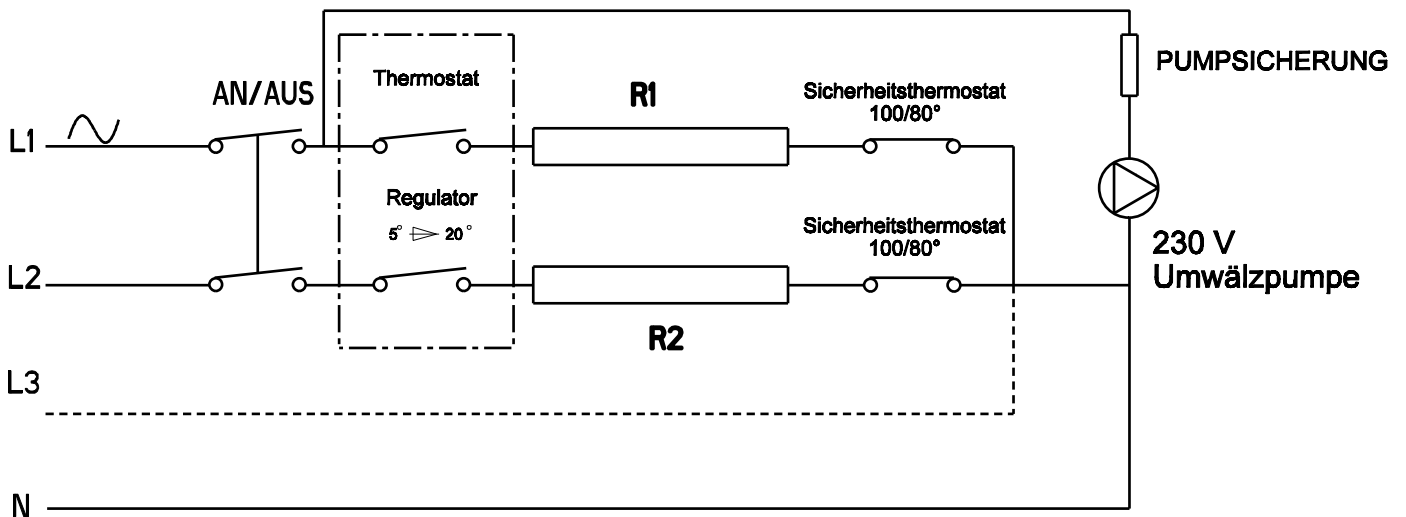 PUMPSICHERUNG
Thermostat
AN/AUS
R1
Sicherheitsthermostat
100/80°
L1
Regulator
5° 20°
Sicherheitsthermostat
100/80°
230 V
Umwälzpumpe
L2
R2
L3
N